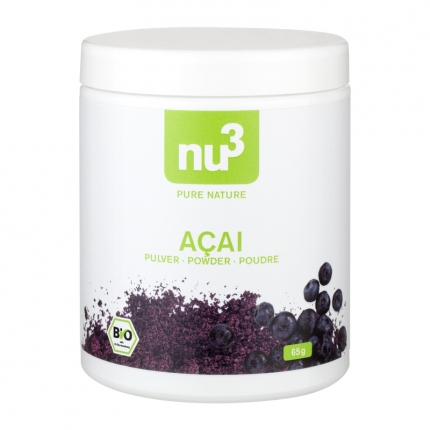 nu³
PURE NATURE
AÇAI
PULVER · POWDER · POUDRE
Bio
65g